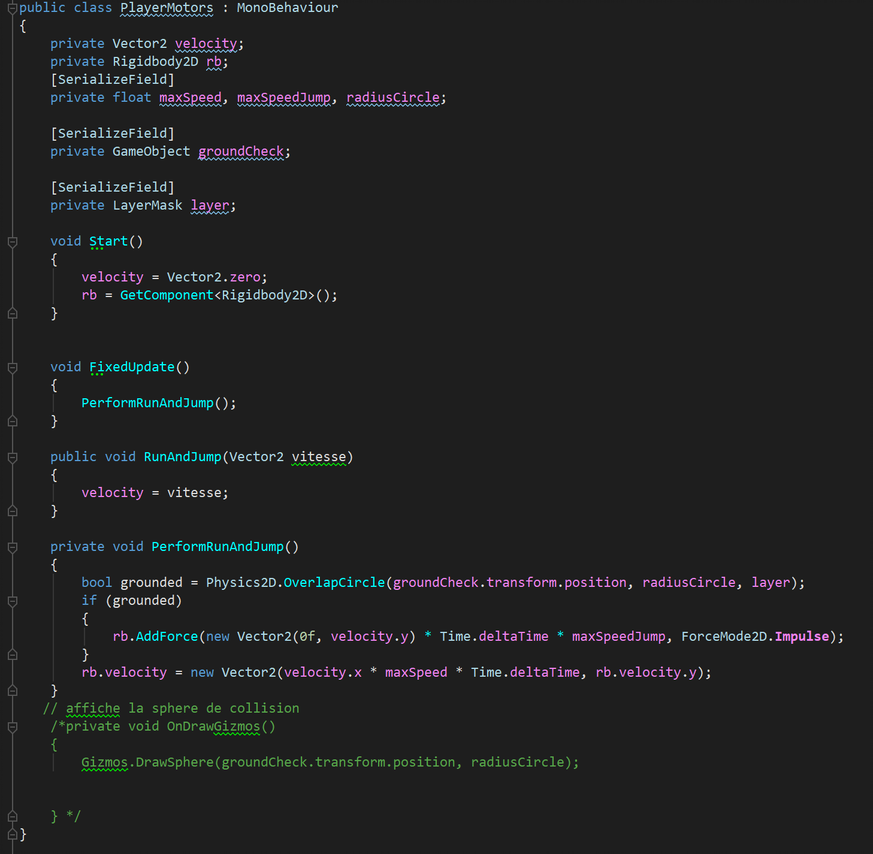 public class PlayerMotors : MonoBehaviour
{
    private Vector2 velocity;
    private Rigidbody2D rb;
    [SerializeField]
    private float maxSpeed, maxSpeedJump, radiusCircle;

    [SerializeField]
    private GameObject groundCheck;

    [SerializeField]
    private LayerMask layer;

    void Start()
    {
        velocity = Vector2.zero;
        rb = GetComponent<Rigidbody2D>();
    }


    void FixedUpdate()
    {
        PerformRunAndJump();
    }

    public void RunAndJump(Vector2 vitesse)
    {
        velocity = vitesse;
    }

    private void PerformRunAndJump()
    {
        bool grounded = Physics2D.OverlapCircle(groundCheck.transform.position, radiusCircle, layer);
        if (grounded)
        {
            rb.AddForce(new Vector2(0f, velocity.y) * Time.deltaTime * maxSpeedJump, ForceMode2D.Impulse);
        }
        rb.velocity = new Vector2(velocity.x * maxSpeed * Time.deltaTime, rb.velocity.y);
    }
   // affiche la sphere de collision
    /*private void OnDrawGizmos()
    {
        Gizmos.DrawSphere(groundCheck.transform.position, radiusCircle);


    } */
}